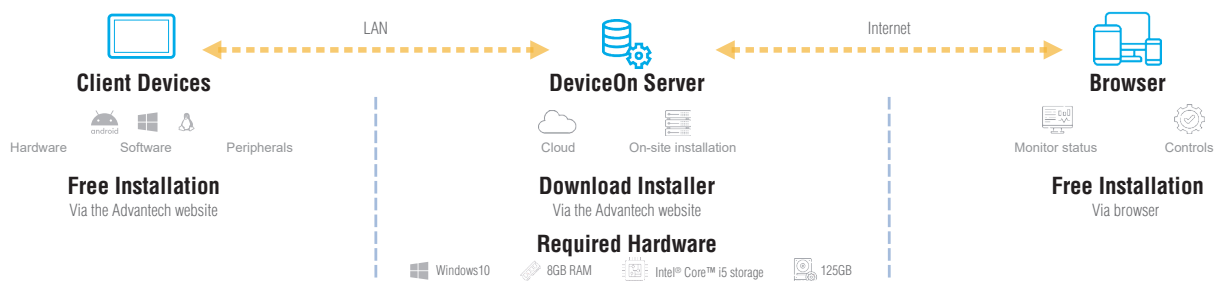 LAN
Internet
Client Devices
DeviceOn Server
Browser
android
Hardware
Software
Peripherals
Cloud
On-site installation
Monitor status
Controls
Free Installation
Via the Advantech website
Download Installer
Via the Advantech website
Free Installation
Via browser
Required Hardware
Windows10
8GB RAM
Intel® Core™ i5 storage
125GB